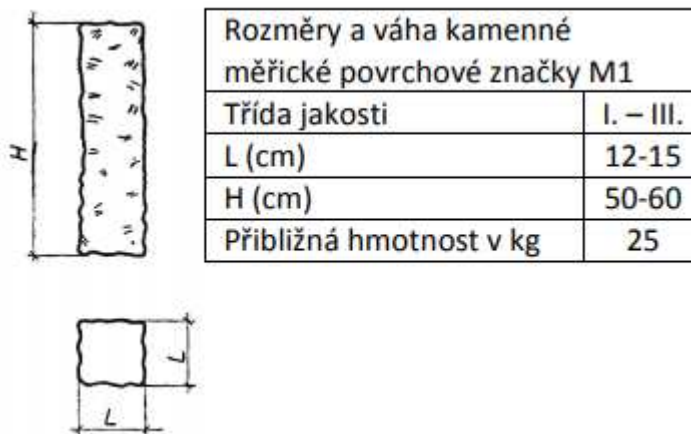 H
L
L
Rozměry a váha kamenné
měřické povrchové značky M1
Třída jakosti I. – III.
L (cm) 12-15
H (cm) 50-60
Přibližná hmotnost v kg 25